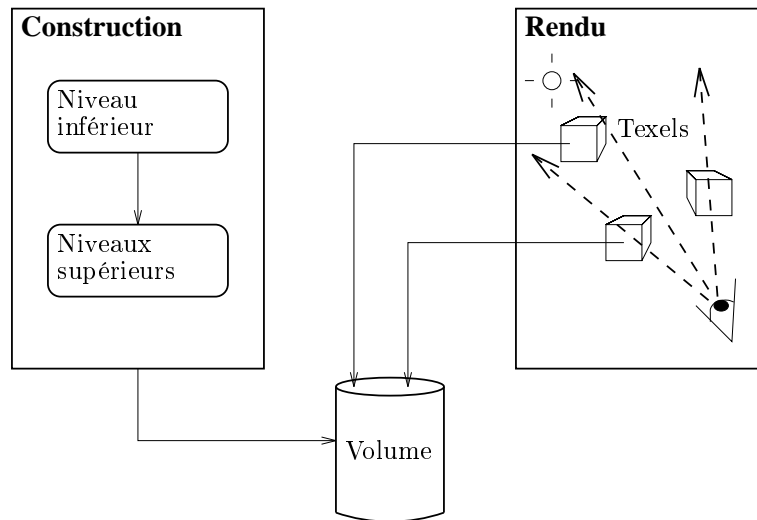 Construction
Niveau
inférieur
Niveaux
supérieurs
Rendu
Texels
Volume